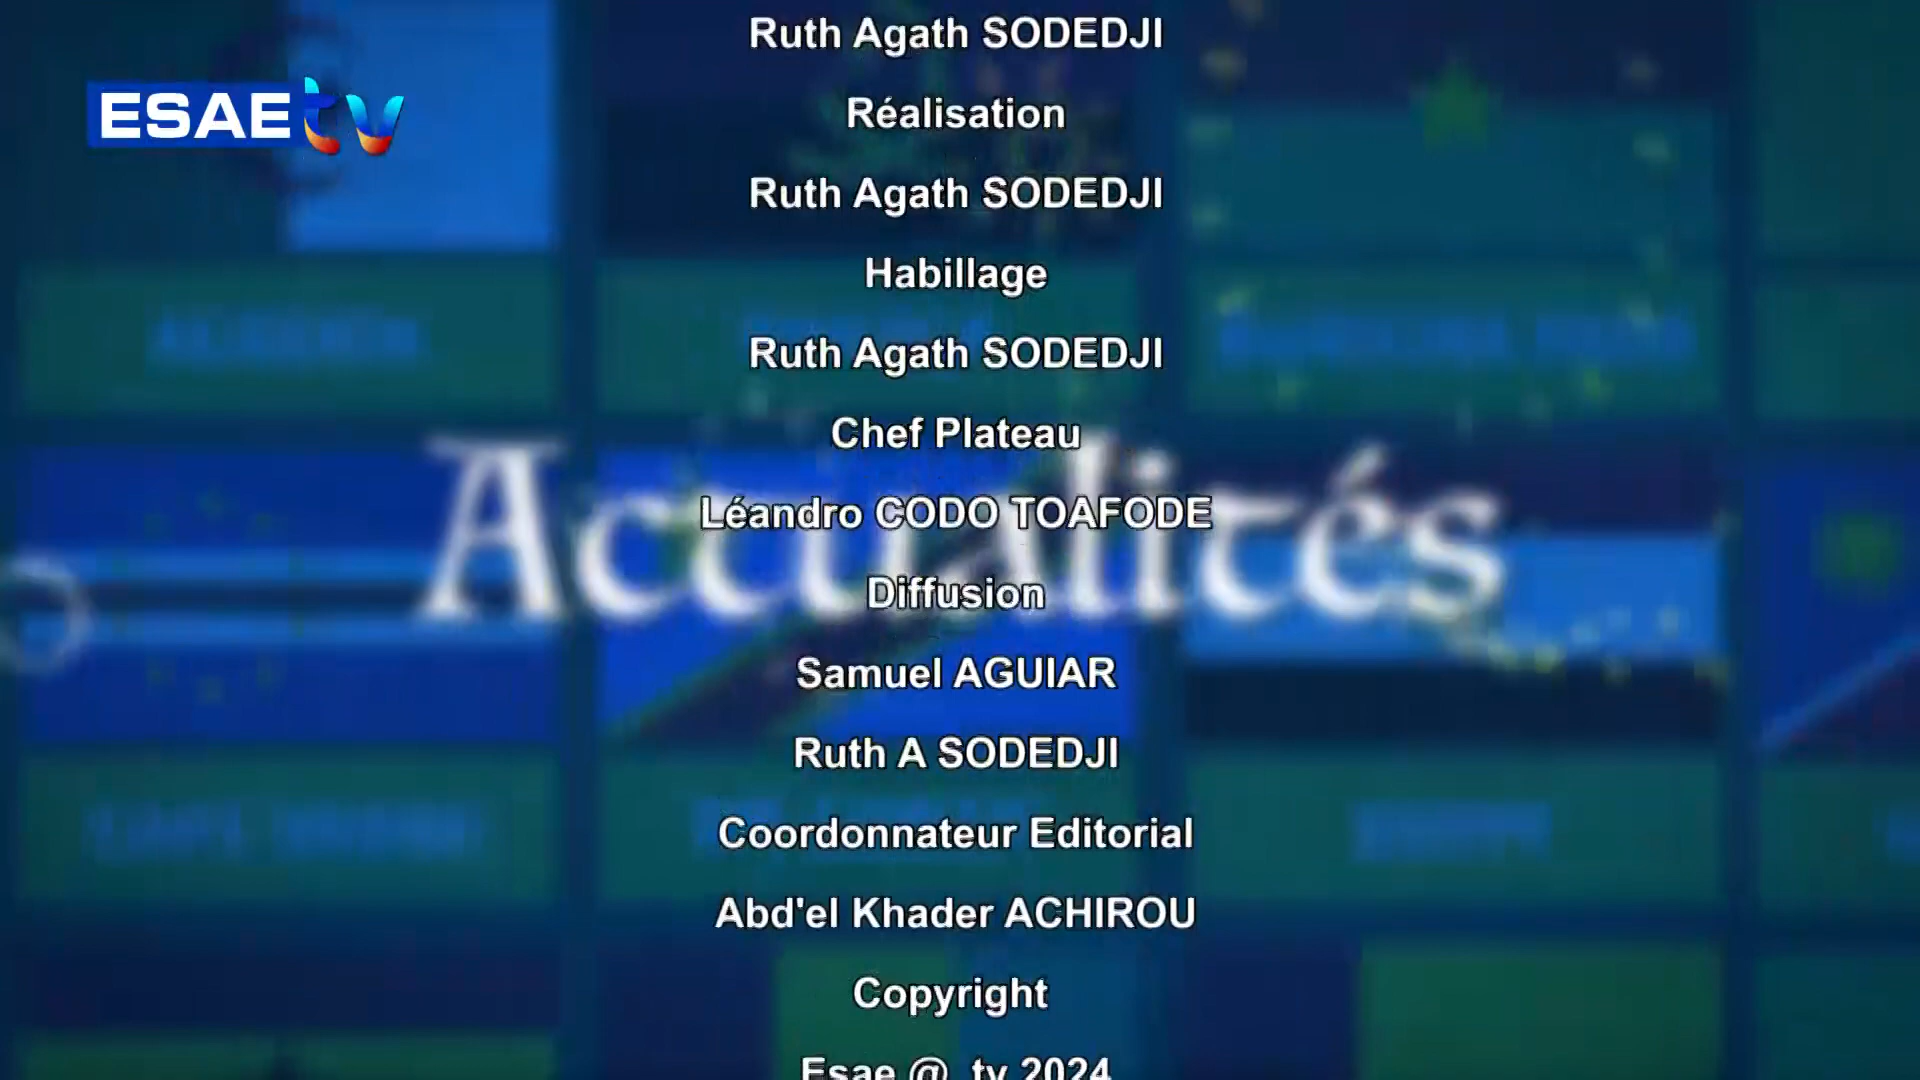 Ruth Agath SODEDJI
ESAE tv
Réalisation
Ruth Agath SODEDJI
Habillage
Ruth Agath SODEDJI
Chef Plateau
Actualités
Léandro CODO TOAFODE
Diffusion
Samuel AGUIAR
Ruth A SODEDJI
Coordonnateur Editorial
Abd'el Khader ACHIROU
Copyright
Esae @_tv 2024